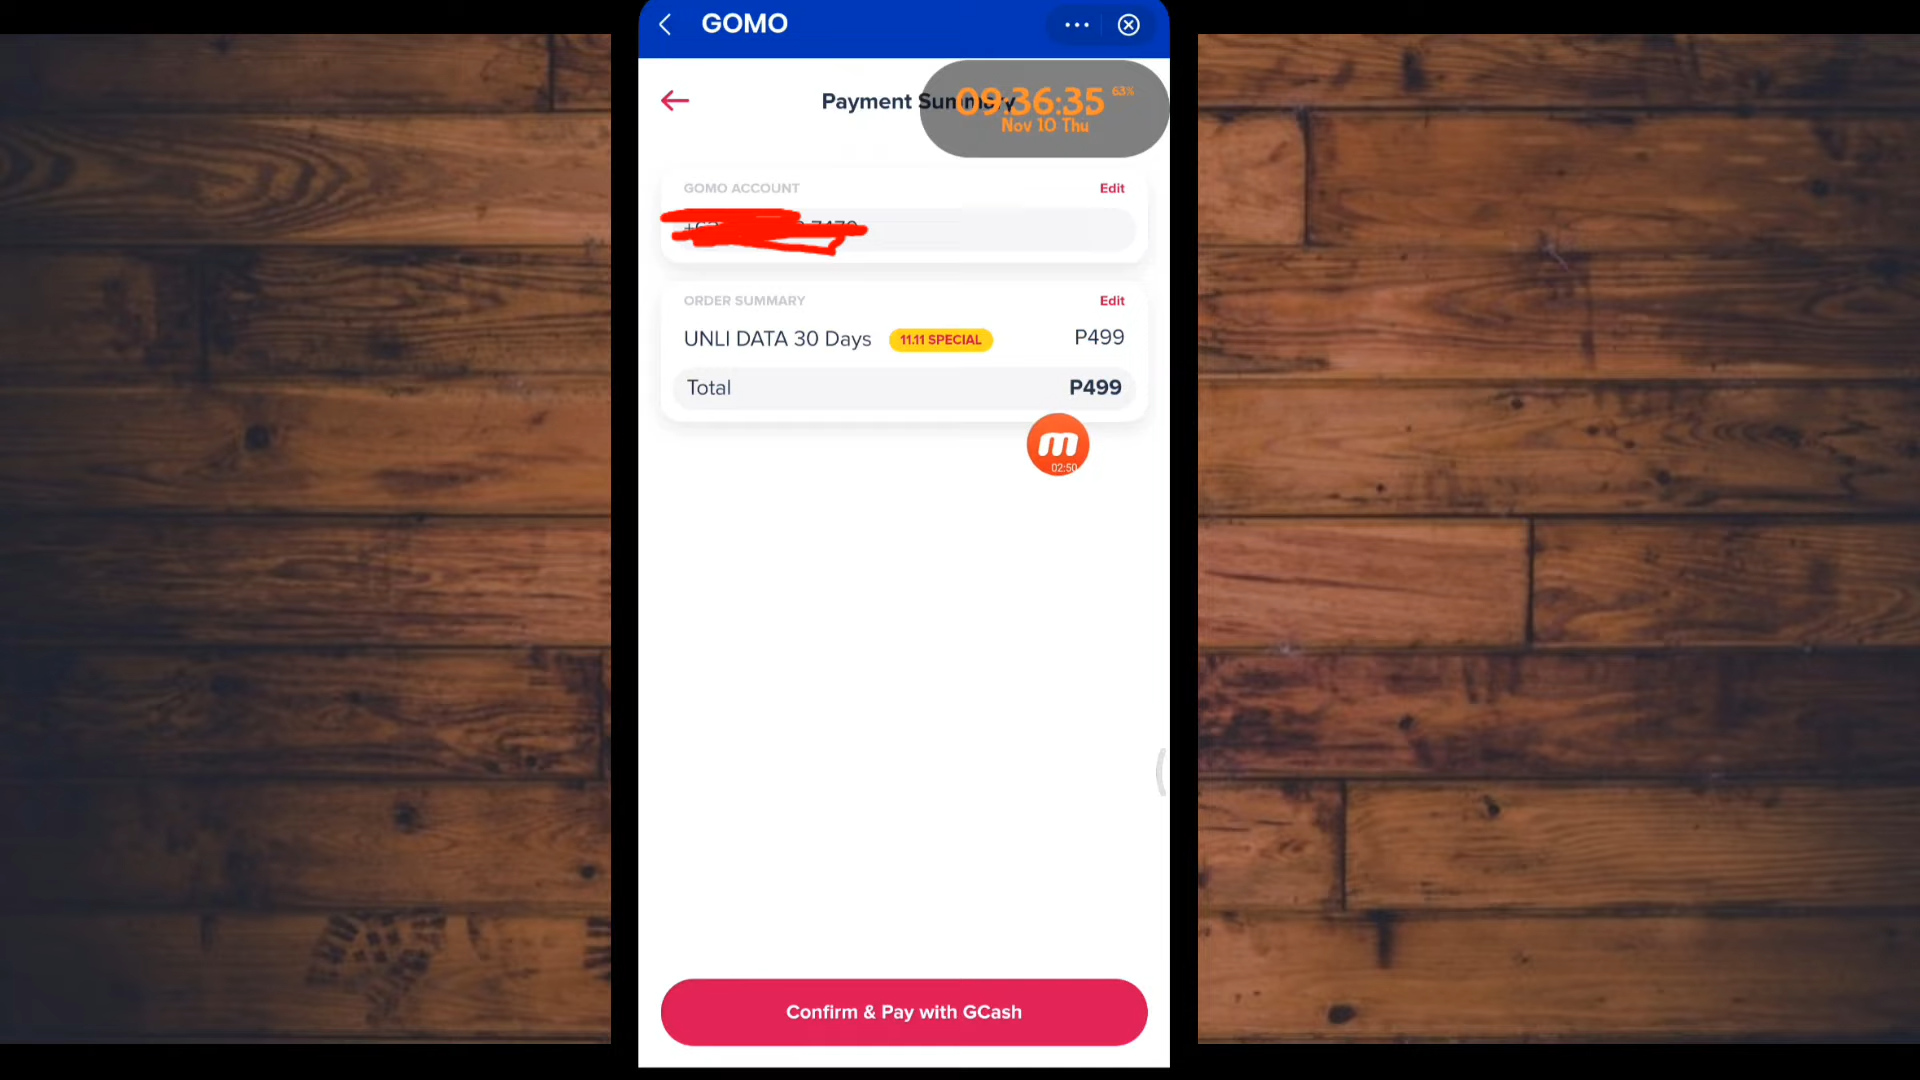 GOMO
Payment Summary
09:36:35 63%
Nov 10 Thu
GOMO ACCOUNT Edit
ORDER SUMMARY Edit
UNLI DATA 30 Days 11.11 SPECIAL P499
Total P499
m
02:50
Confirm & Pay with GCash